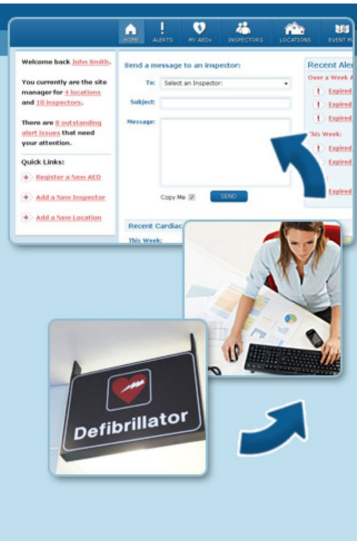 HOME
ALERTS
MY AEDs
INSPECTORS
LOCATIONS
EVENT M
Welcome back John Smith.
You currently are the site
manager for 4 locations
and 10 inspectors.
There are 8 outstanding
alert issues that need
your attention.
Quick Links:
Register a New AED
Add a New Inspector
Add a New Location
Send a message to an inspector:
To: Select an Inspector:
Subject:
Message:
Copy Me
SEND
Recent Cardiac
This Week:
Recent Aler
Over a Week A
Expired
Expired
This Week:
Expired
Expired
Expired
Defibrillator